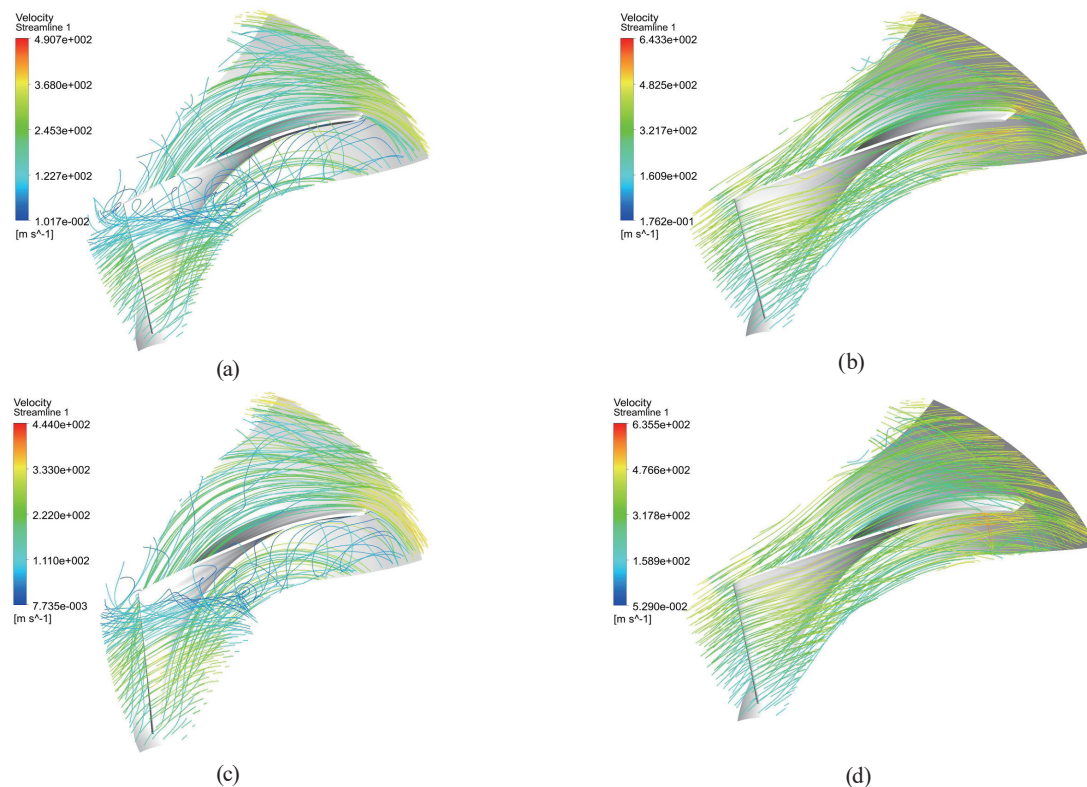 Velocity
Streamline 1
4.907e+002
3.680e+002
2.453e+002
1.227e+002
1.017e-002
[m s^-1]
(a)
Velocity
Streamline 1
6.433e+002
4.825e+002
3.217e+002
1.609e+002
1.762e-001
[m s^-1]
(b)
Velocity
Streamline 1
4.440e+002
3.330e+002
2.220e+002
1.110e+002
7.735e-003
[m s^-1]
(c)
Velocity
Streamline 1
6.355e+002
4.766e+002
3.178e+002
1.589e+002
5.290e-002
[m s^-1]
(d)